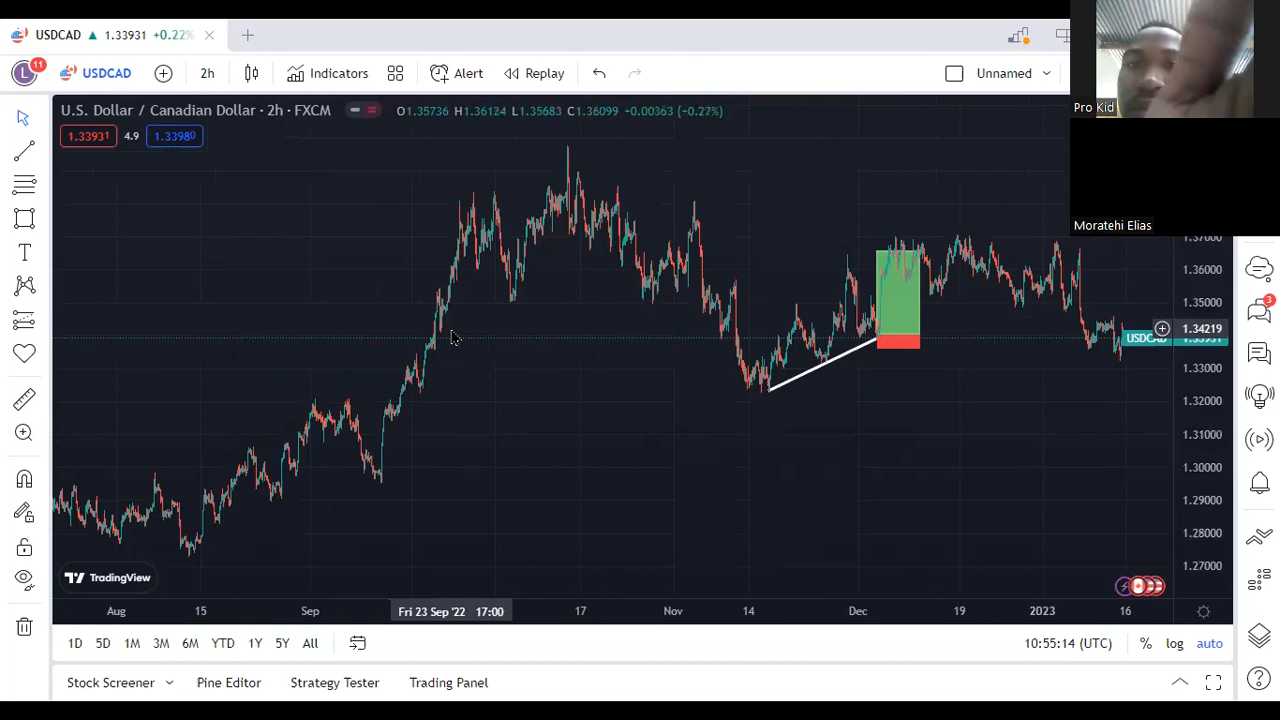 USDCAD ▲ 1.33931 +0.22%
11 USDCAD 2h Indicators Alert Replay Unnamed
Pro Kid
U.S. Dollar / Canadian Dollar · 2h · FXCM O1.35736 H1.36124 L1.35683 C1.36099 -0.00363 (-0.27%)
1.33931 4.9 1.33980
Moratehi Elias
1.37000
1.36000
1.35000
3
1.34219
USDCAD 1.33931
1.33000
1.32000
1.31000
1.30000
1.29000
1.28000
1.27000
TradingView
Aug 15 Sep Fri 23 Sep '22 17:00 17 Nov 14 Dec 19 2023 16
1D 5D 1M 3M 6M YTD 1Y 5Y All 10:55:14 (UTC) % log auto
Stock Screener Pine Editor Strategy Tester Trading Panel